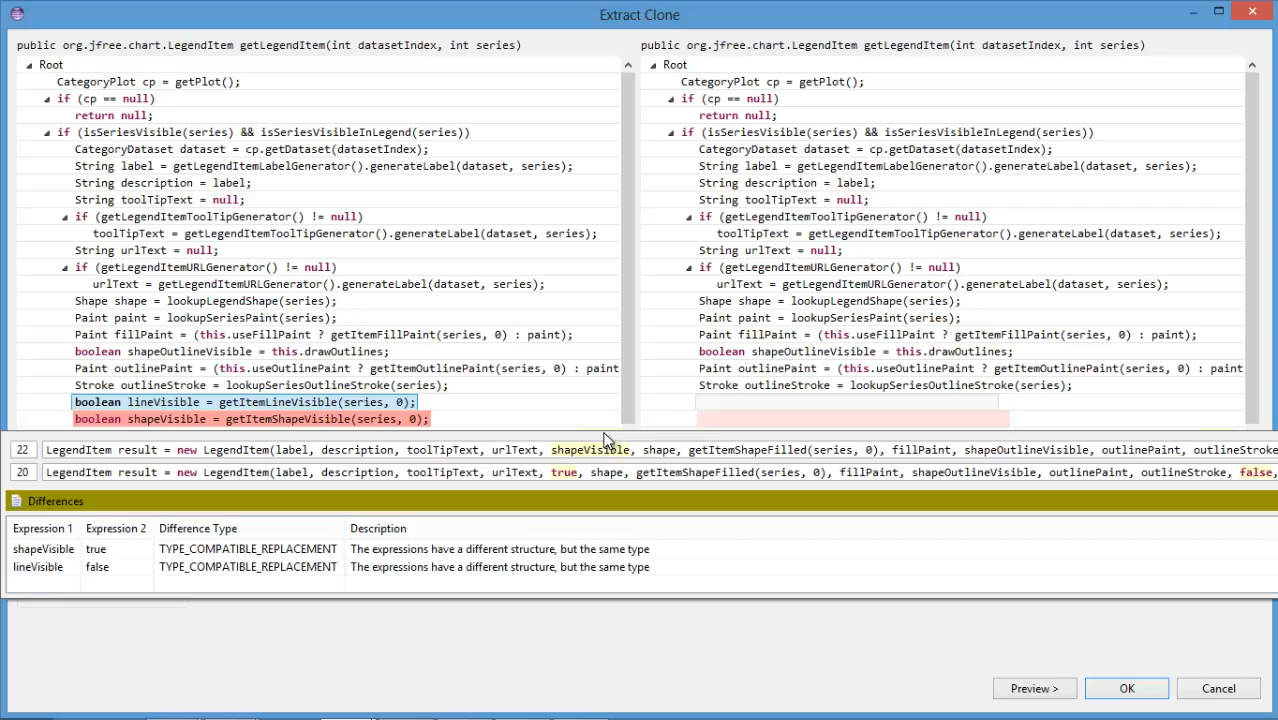 Extract Clone
public org.jfree.chart.LegendItem getLegendItem(int datasetIndex, int series)
Root
CategoryPlot cp = getPlot();
if (cp == null)
return null;
if (isSeriesVisible(series) && isSeriesVisibleInLegend(series))
CategoryDataset dataset = cp.getDataset(datasetIndex);
String label = getLegendItemLabelGenerator().generateLabel(dataset, series);
String description = label;
String toolTipText = null;
if (getLegendItemToolTipGenerator() != null)
toolTipText = getLegendItemToolTipGenerator().generateLabel(dataset, series);
String urlText = null;
if (getLegendItemURLGenerator() != null)
urlText = getLegendItemURLGenerator().generateLabel(dataset, series);
Shape shape = lookupLegendShape(series);
Paint paint = lookupSeriesPaint(series);
Paint fillPaint = (this.useFillPaint ? getItemFillPaint(series, 0) : paint);
boolean shapeOutlineVisible = this.drawOutlines;
Paint outlinePaint = (this.useOutlinePaint ? getItemOutlinePaint(series, 0) : paint
Stroke outlineStroke = lookupSeriesOutlineStroke(series);
boolean lineVisible = getItemLineVisible(series, 0);
boolean shapeVisible = getItemShapeVisible(series, 0);
public org.jfree.chart.LegendItem getLegendItem(int datasetIndex, int series)
Root
CategoryPlot cp = getPlot();
if (cp == null)
return null;
if (isSeriesVisible(series) && isSeriesVisibleInLegend(series))
CategoryDataset dataset = cp.getDataset(datasetIndex);
String label = getLegendItemLabelGenerator().generateLabel(dataset, series);
String description = label;
String toolTipText = null;
if (getLegendItemToolTipGenerator() != null)
toolTipText = getLegendItemToolTipGenerator().generateLabel(dataset, series);
String urlText = null;
if (getLegendItemURLGenerator() != null)
urlText = getLegendItemURLGenerator().generateLabel(dataset, series);
Shape shape = lookupLegendShape(series);
Paint paint = lookupSeriesPaint(series);
Paint fillPaint = (this.useFillPaint ? getItemFillPaint(series, 0) : paint);
boolean shapeOutlineVisible = this.drawOutlines;
Paint outlinePaint = (this.useOutlinePaint ? getItemOutlinePaint(series, 0) : paint
Stroke outlineStroke = lookupSeriesOutlineStroke(series);
22 LegendItem result = new LegendItem(label, description, toolTipText, urlText, shapeVisible, shape, getItemShapeFilled(series, 0), fillPaint, shapeOutlineVisible, outlinePaint, outlineStroke
20 LegendItem result = new LegendItem(label, description, toolTipText, urlText, true, shape, getItemShapeFilled(series, 0), fillPaint, shapeOutlineVisible, outlinePaint, outlineStroke, false,
Differences
Expression 1 Expression 2 Difference Type Description
shapeVisible true TYPE_COMPATIBLE_REPLACEMENT The expressions have a different structure, but the same type
lineVisible false TYPE_COMPATIBLE_REPLACEMENT The expressions have a different structure, but the same type
Preview > OK Cancel